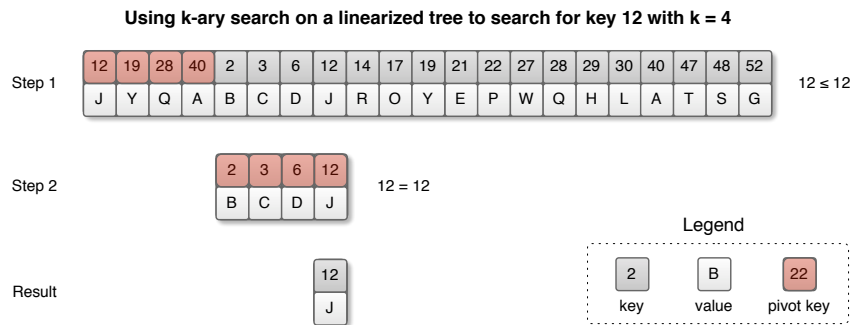 Using k-ary search on a linearized tree to search for key 12 with k = 4
12 19 28 40 2 3 6 12 14 17 19 21 22 27 28 29 30 40 47 48 52
Step 1 12 ≤ 12
J Y Q A B C D J R O Y E P W Q H L A T S G
2 3 6 12
Step 2 12 = 12
B C D J
Legend
12
Result
J
2 B 22
key value pivot key